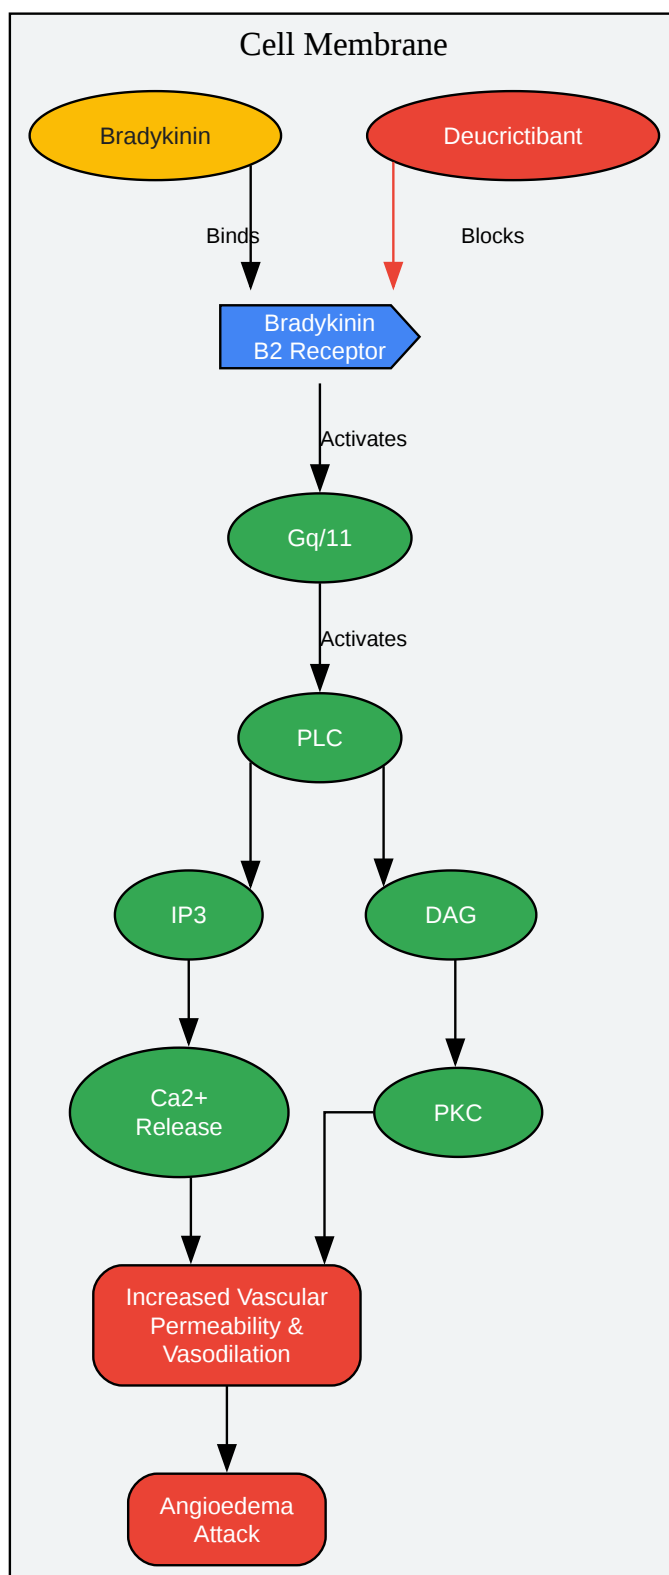 Cell Membrane
Bradykinin
Deucrictibant
Binds
Blocks
Bradykinin
B2 Receptor
Activates
Gq/11
Activates
PLC
IP3
DAG
Ca2+
Release
PKC
Increased Vascular
Permeability &
Vasodilation
Angioedema
Attack